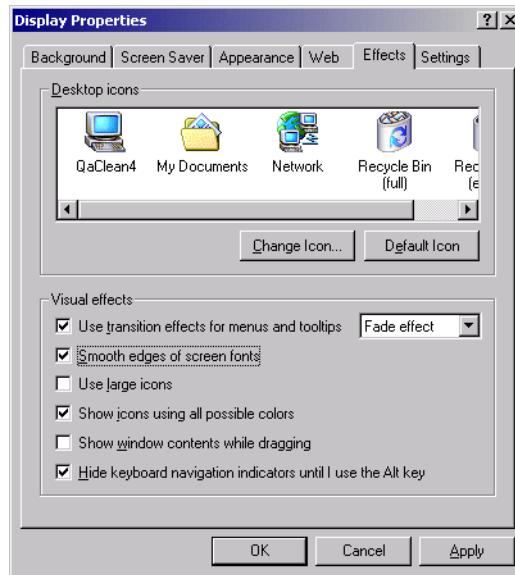 Display Properties
Background Screen Saver Appearance Web Effects Settings
Desktop icons
QaClean4 My Documents Network Recycle Bin Rec
(full) (e
Change Icon... Default Icon
Visual effects
Use transition effects for menus and tooltips Fade effect
Smooth edges of screen fonts
Use large icons
Show icons using all possible colors
Show window contents while dragging
Hide keyboard navigation indicators until I use the Alt key
OK Cancel Apply